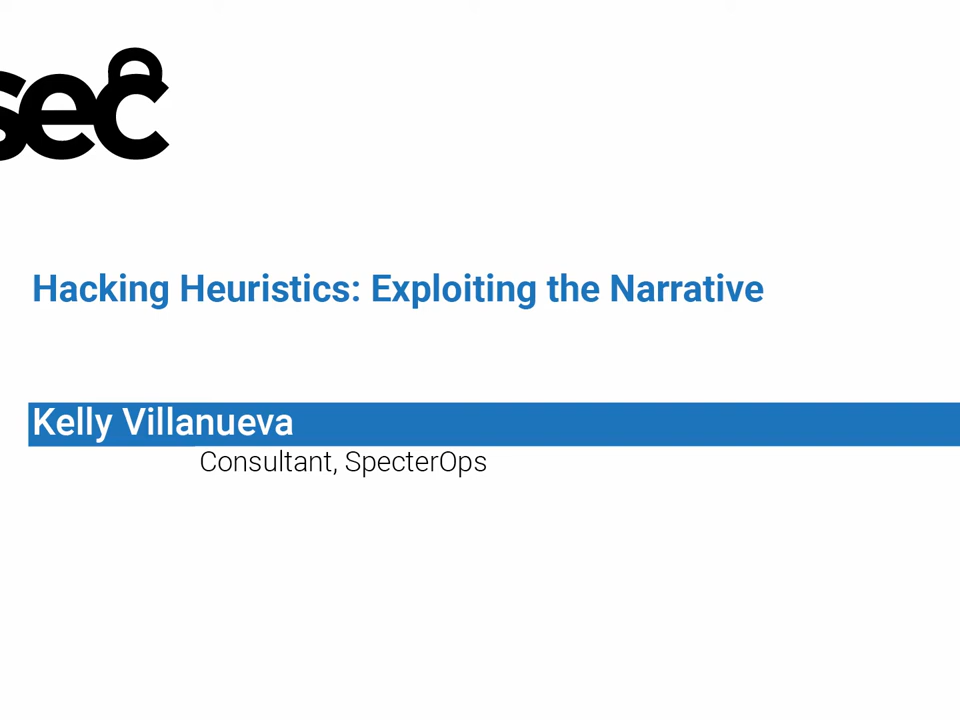 sec
Hacking Heuristics: Exploiting the Narrative
Kelly Villanueva
Consultant, SpecterOps